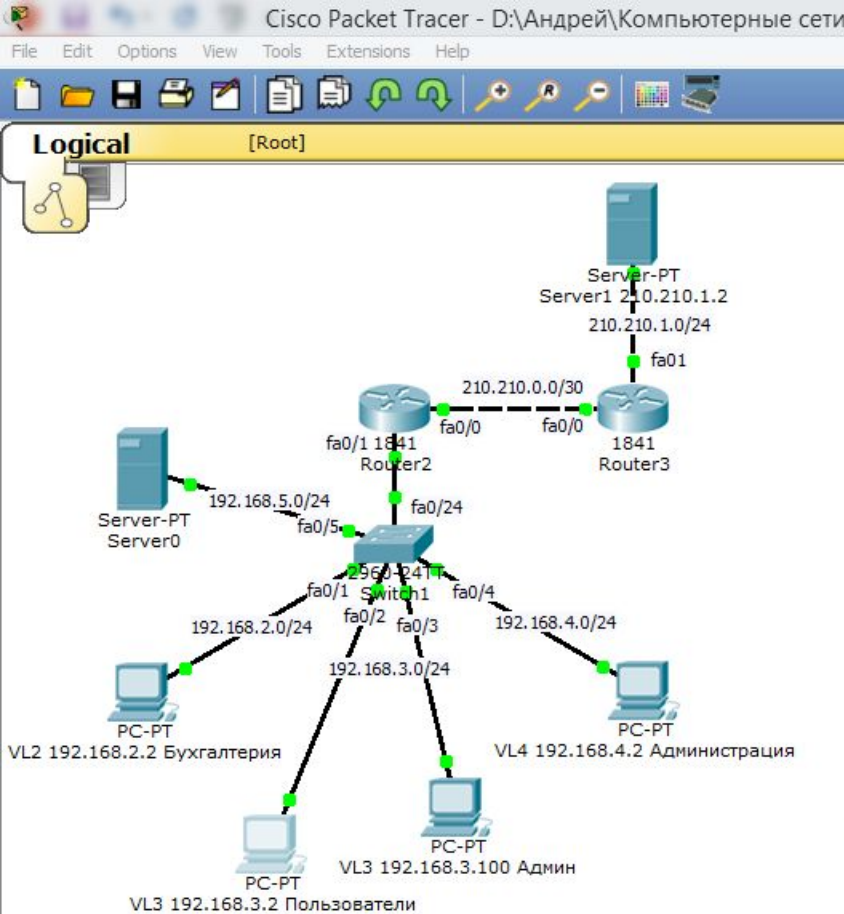 Cisco Packet Tracer - D:\Андрей\Компьютерные сети
File Edit Options View Tools Extensions Help
Logical [Root]
Server-PT
Server1 210.210.1.2
210.210.1.0/24
fa01
210.210.0.0/30
fa0/0
fa0/0
fa0/1 1841
Router2
1841
Router3
192.168.5.0/24
Server-PT
Server0
fa0/24
fa0/5
2960-24TT
Switch1
fa0/1
fa0/2
fa0/3
fa0/4
192.168.2.0/24
192.168.3.0/24
192.168.4.0/24
PC-PT
VL2 192.168.2.2 Бухгалтерия
PC-PT
VL4 192.168.4.2 Администрация
PC-PT
VL3 192.168.3.100 Админ
PC-PT
VL3 192.168.3.2 Пользователи